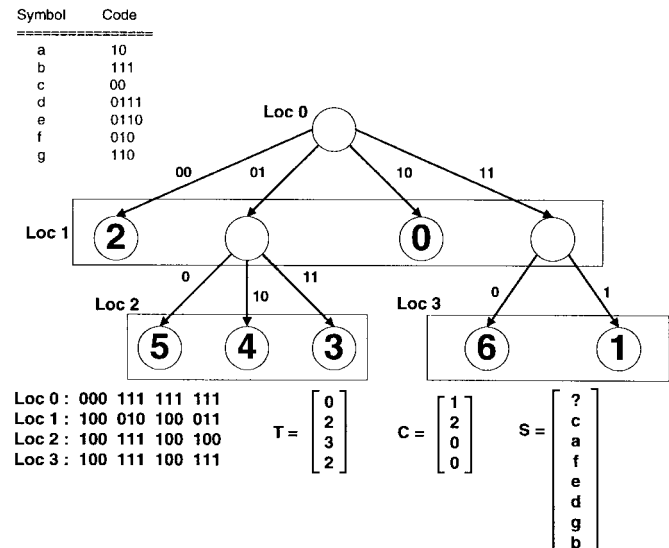 Symbol Code
================
a 10
b 111
c 00
d 0111
e 0110
f 010
g 110
Loc 0
00 01 10 11
Loc 1
2 0
0 10 11 0 1
Loc 2 Loc 3
5 4 3 6 1
Loc 0 : 000 111 111 111
Loc 1 : 100 010 100 011
Loc 2 : 100 111 100 100
Loc 3 : 100 111 100 111
T =
0
2
3
2
C =
1
2
0
0
S =
?
c
a
f
e
d
g
b